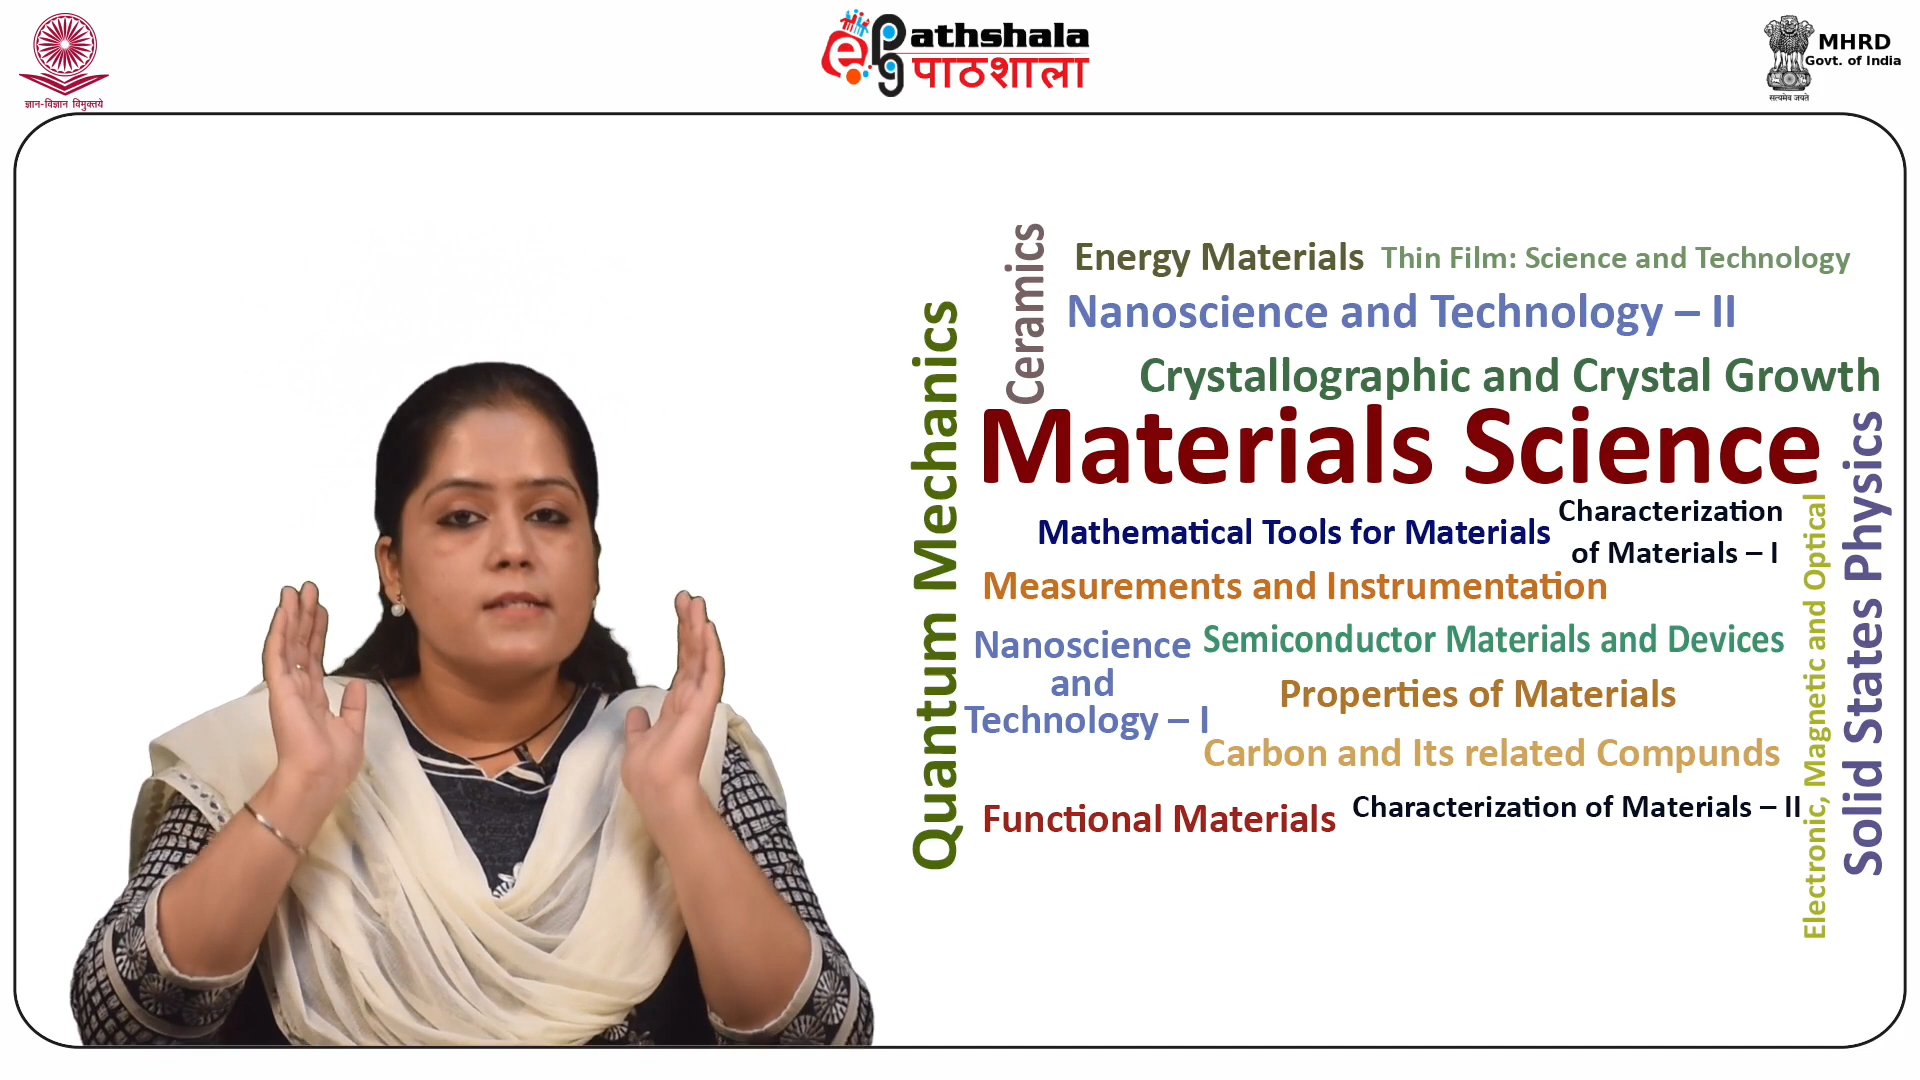 ज्ञान-विज्ञान विमुक्तये
ePathshala
पाठशाला
MHRD
Govt. of India
सत्यमेव जयते
Ceramics
Energy Materials
Thin Film: Science and Technology
Nanoscience and Technology – II
Quantum Mechanics
Crystallographic and Crystal Growth
Materials Science
Solid States Physics
Mathematical Tools for Materials
Characterization
of Materials – I
Electronic, Magnetic and Optical
Measurements and Instrumentation
Nanoscience
and
Technology – I
Semiconductor Materials and Devices
Properties of Materials
Carbon and Its related Compunds
Functional Materials
Characterization of Materials – II